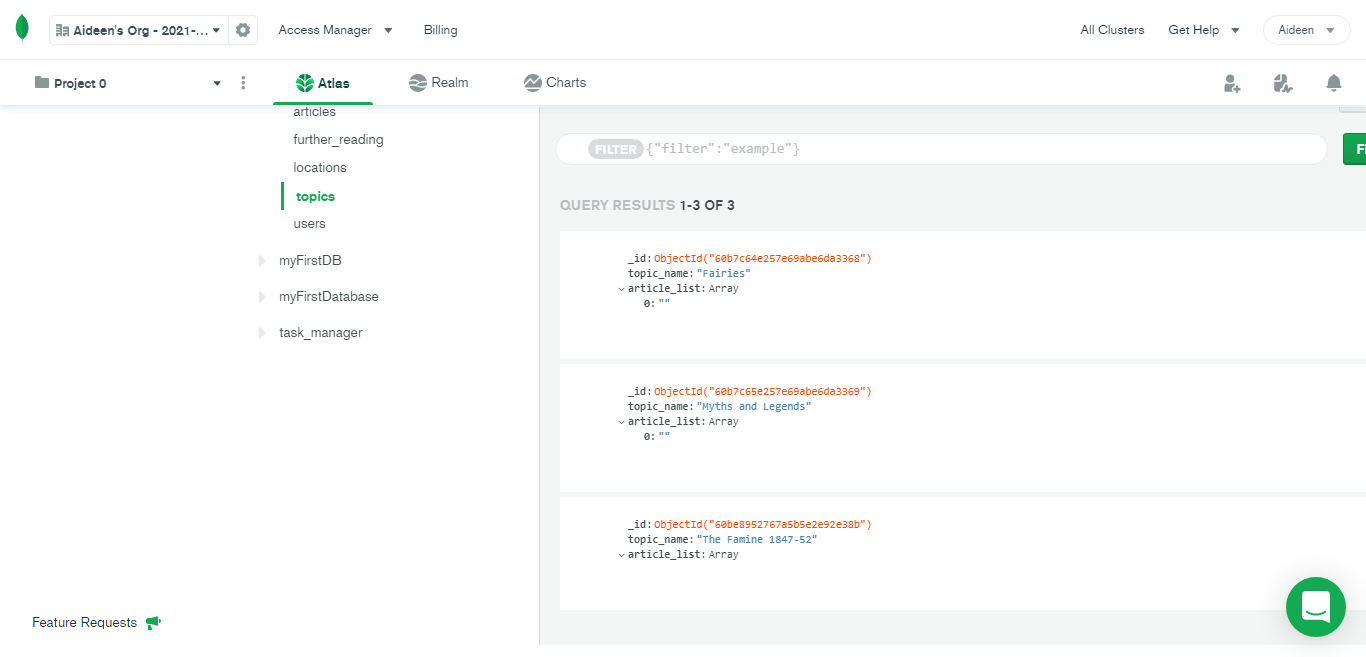 Aideen's Org - 2021-...
Access Manager
Billing
All Clusters
Get Help
Aideen
Project 0
Atlas
Realm
Charts
articles
further_reading
locations
topics
users
myFirstDB
myFirstDatabase
task_manager
Feature Requests
FILTER {"filter":"example"}
QUERY RESULTS 1-3 OF 3
_id: ObjectId("60b7c64e257e69abe6da3368")
topic_name: "Fairies"
article_list: Array
0: ""
_id: ObjectId("60b7c65e257e69abe6da3369")
topic_name: "Myths and Legends"
article_list: Array
0: ""
_id: ObjectId("60be8952767a5b5e2e92e38b")
topic_name: "The Famine 1847-52"
article_list: Array